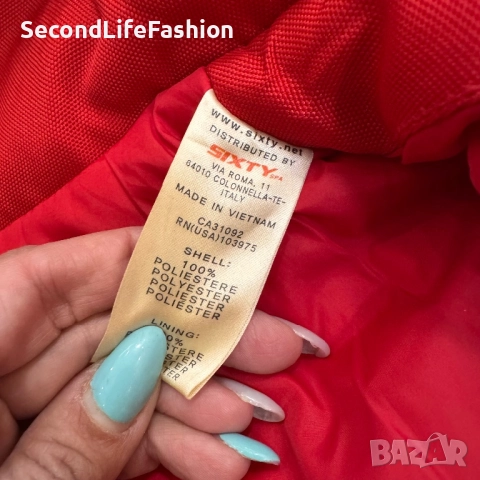 SecondLifeFashion
www.sixty.net
DISTRIBUTED BY
SIXTY SPA
VIA ROMA, 11
64010 COLONNELLA-TE-
ITALY
MADE IN VIETNAM
CA31092
RN(USA)103975
SHELL:
100%
POLIESTERE
POLYESTER
POLIESTER
POLIESTER
LINING:
BAZAR